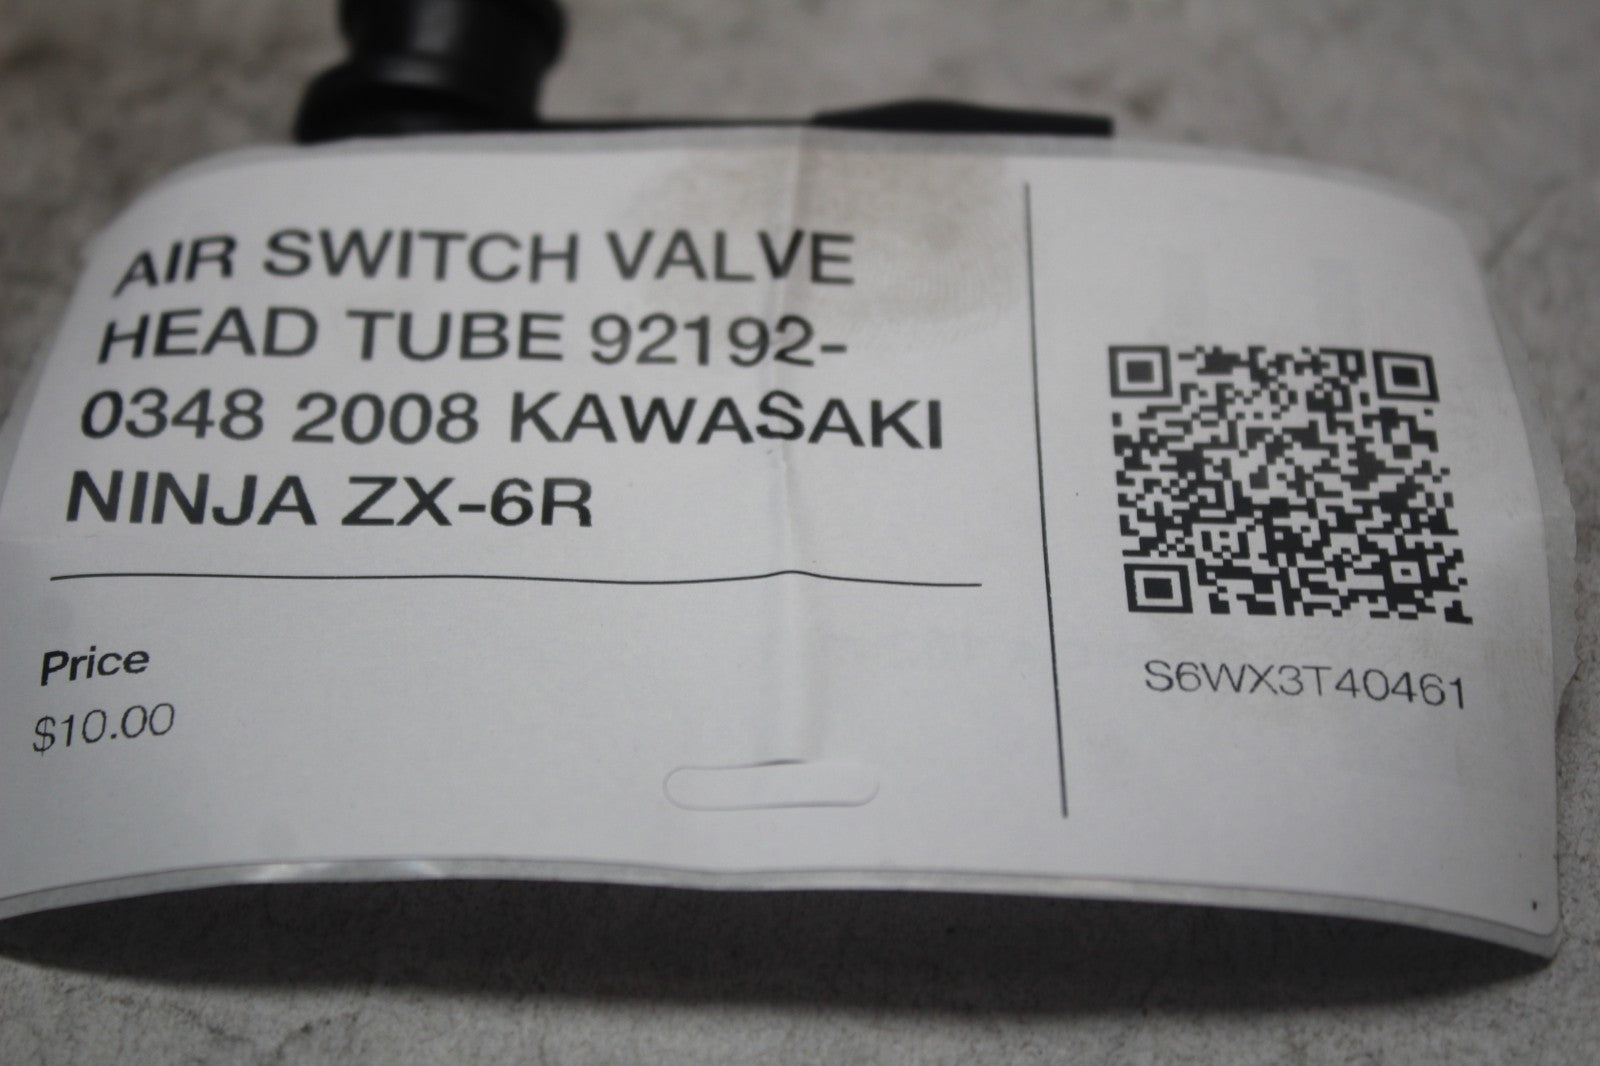 AIR SWITCH VALVE
HEAD TUBE 92192-
0348 2008 KAWASAKI
NINJA ZX-6R
Price
$10.00
S6WX3T40461